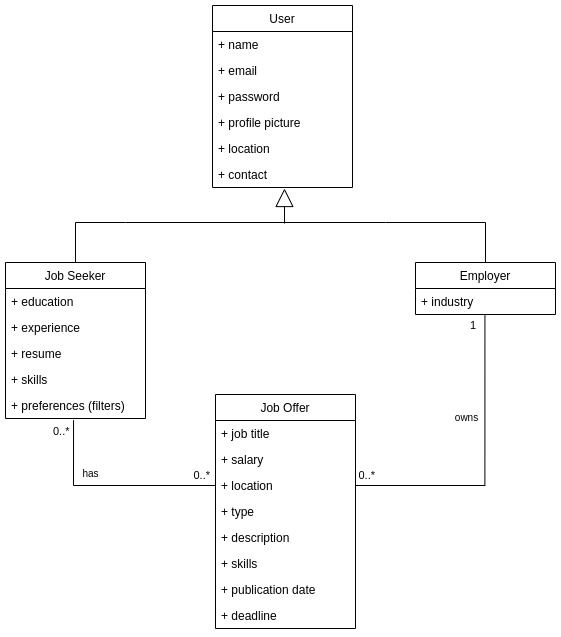 User
+ name
+ email
+ password
+ profile picture
+ location
+ contact
Job Seeker
+ education
+ experience
+ resume
+ skills
+ preferences (filters)
Employer
+ industry
1
owns
0..*
has
0..*
0..*
Job Offer
+ job title
+ salary
+ location
+ type
+ description
+ skills
+ publication date
+ deadline